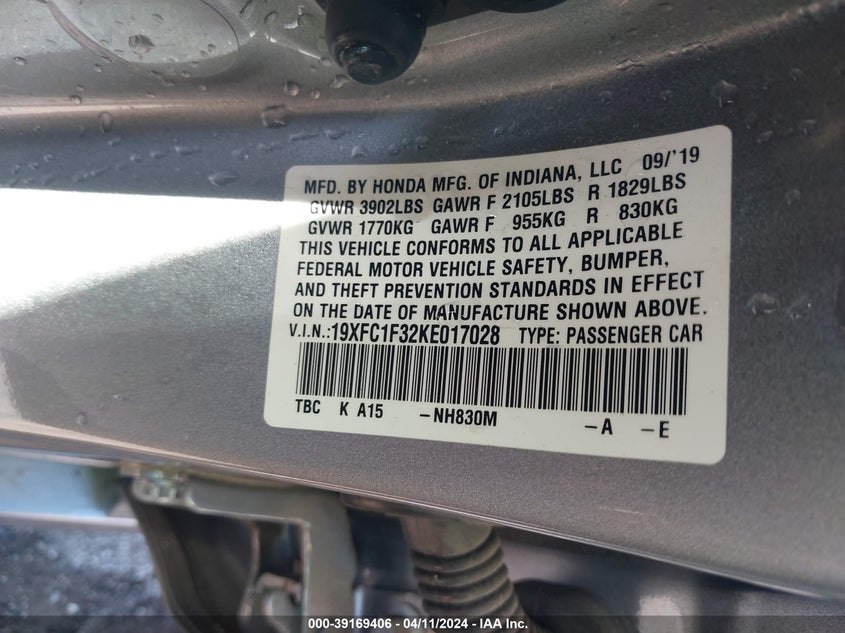 MFD. BY HONDA MFG. OF INDIANA, LLC 09/'19
GVWR 3902LBS GAWR F 2105LBS R 1829LBS
GVWR 1770KG GAWR F 955KG R 830KG
THIS VEHICLE CONFORMS TO ALL APPLICABLE
FEDERAL MOTOR VEHICLE SAFETY, BUMPER,
AND THEFT PREVENTION STANDARDS IN EFFECT
ON THE DATE OF MANUFACTURE SHOWN ABOVE.
V.I.N.:19XFC1F32KE017028 TYPE: PASSENGER CAR
TBC K A15 -NH830M -A -E
000-39169406 - 04/11/2024 - IAA Inc.